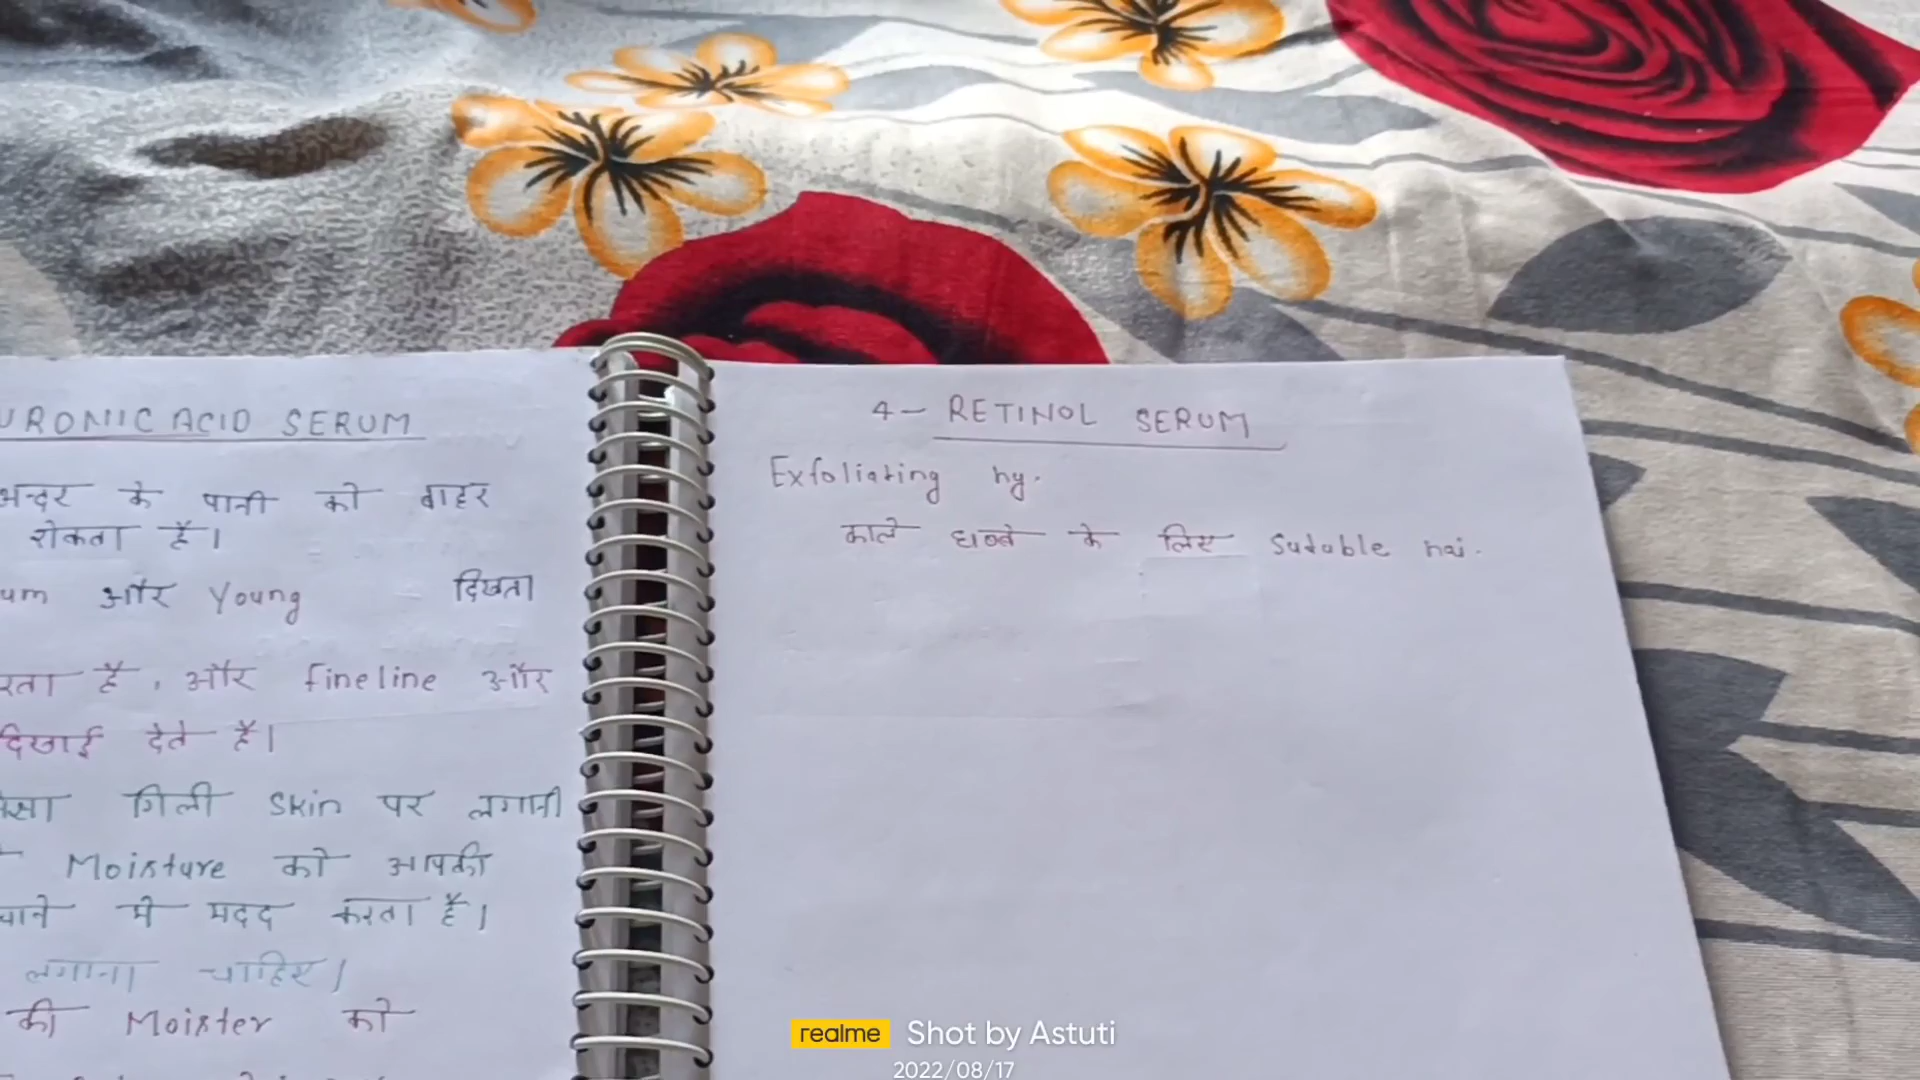 URONIC ACID SERUM
अन्दर के पानी को बाहर
रोकता है।
um और Young दिखता
रता है, और fineline और
दिखाई देते है।
गिली Skin पर लगानी
Moisture को आपकी
मे मदद करता है।
लगाना चाहिए।
की Moister को
4- RETINOL SERUM
Exfoliating hy.
काले धब्बे के लिए Sutable hai.
realme Shot by Astuti
2022/08/17